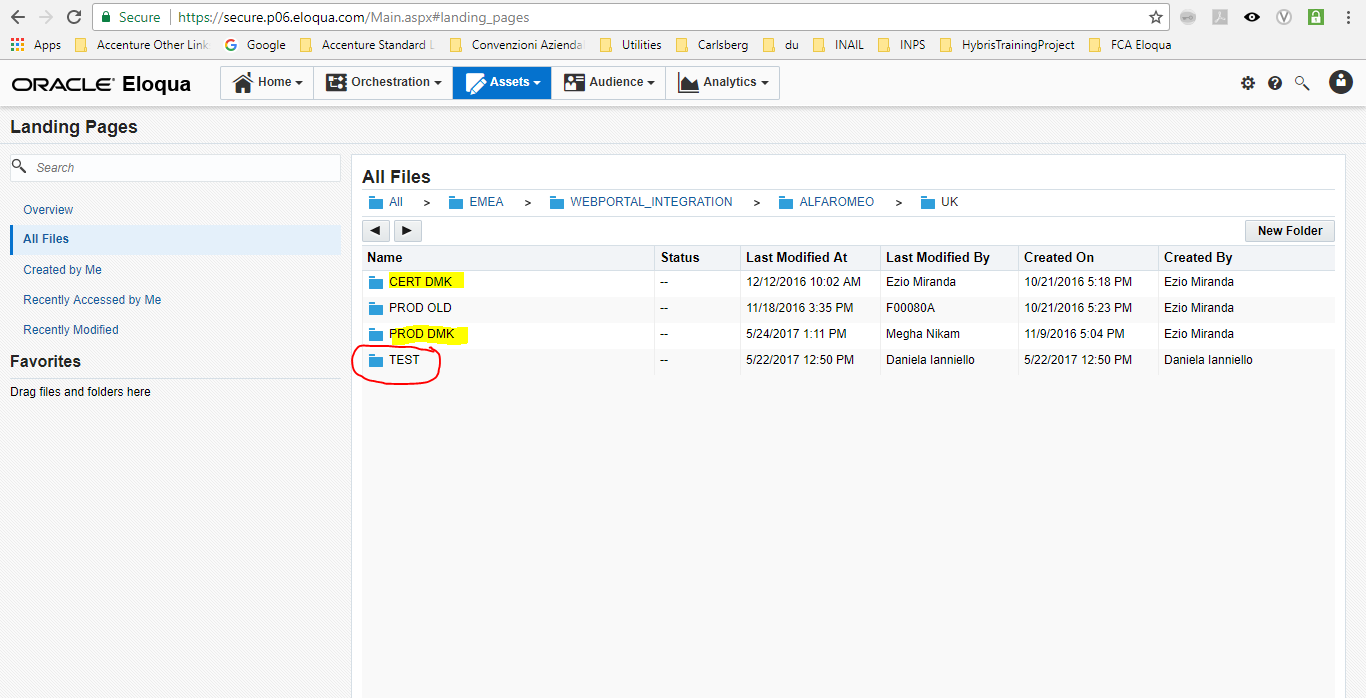 Secure https://secure.p06.eloqua.com/Main.aspx#landing_pages
Apps Accenture Other Link Google Accenture Standard Convenzioni Azienda Utilities Carlsberg du INAIL INPS HybrisTrainingProject FCA Eloqua
ORACLE Eloqua Home Orchestration Assets Audience Analytics
Landing Pages
Search
Overview
All Files
Created by Me
Recently Accessed by Me
Recently Modified
Favorites
Drag files and folders here
All Files
All > EMEA > WEBPORTAL_INTEGRATION > ALFAROMEO > UK
New Folder
Name Status Last Modified At Last Modified By Created On Created By
CERT DMK -- 12/12/2016 10:02 AM Ezio Miranda 10/21/2016 5:18 PM Ezio Miranda
PROD OLD -- 11/18/2016 3:35 PM F00080A 10/21/2016 5:23 PM Ezio Miranda
PROD DMK -- 5/24/2017 1:11 PM Megha Nikam 11/9/2016 5:04 PM Ezio Miranda
TEST -- 5/22/2017 12:50 PM Daniela Ianniello 5/22/2017 12:50 PM Daniela Ianniello